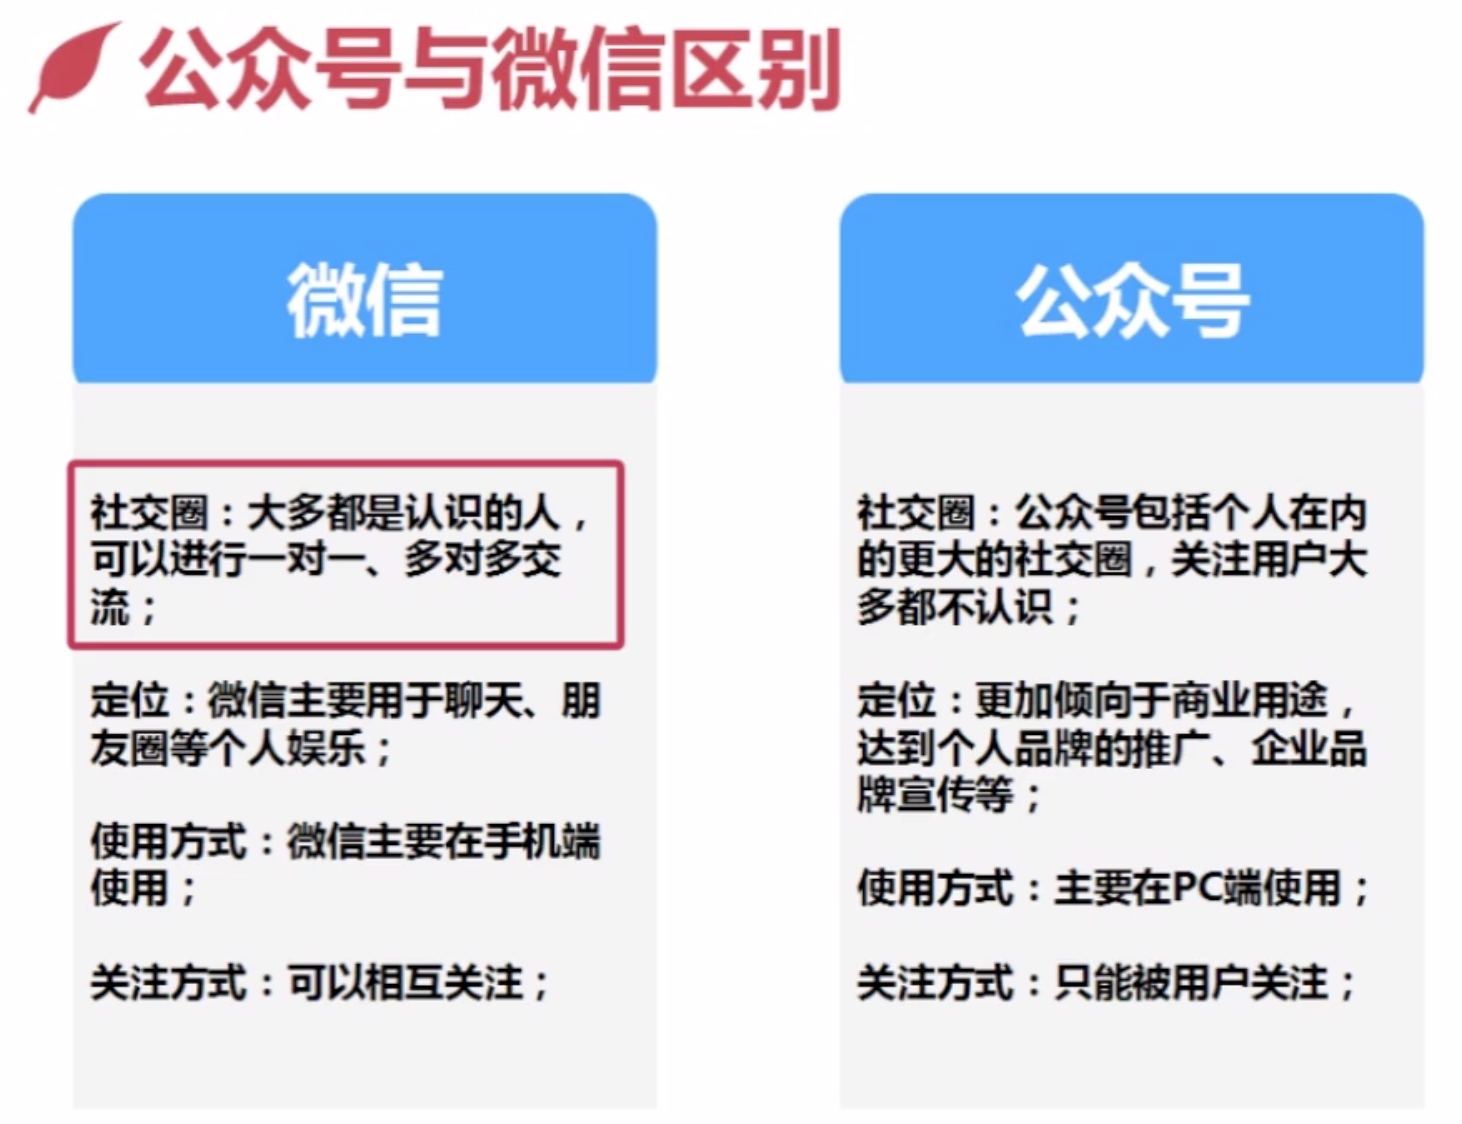 公众号与微信区别
微信
社交圈：大多都是认识的人，
可以进行一对一、多对多交
流；
定位：微信主要用于聊天、朋
友圈等个人娱乐；
使用方式：微信主要在手机端
使用；
关注方式：可以相互关注；
公众号
社交圈：公众号包括个人在内
的更大的社交圈，关注用户大
多都不认识；
定位：更加倾向于商业用途，
达到个人品牌的推广、企业品
牌宣传等；
使用方式：主要在PC端使用；
关注方式：只能被用户关注；